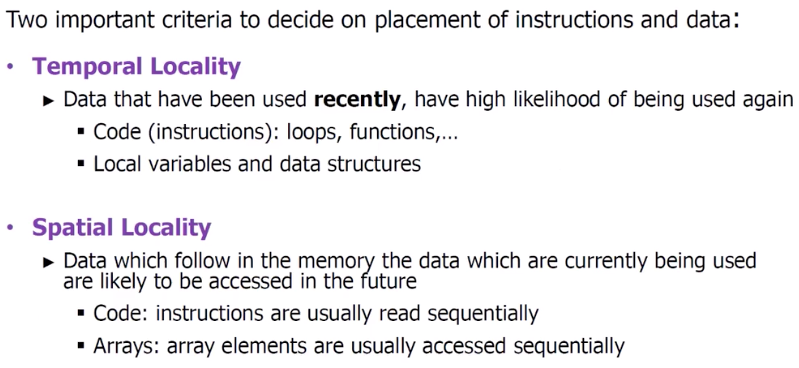 Two important criteria to decide on placement of instructions and data:
• Temporal Locality
► Data that have been used recently, have high likelihood of being used again
▪ Code (instructions): loops, functions,...
▪ Local variables and data structures
• Spatial Locality
► Data which follow in the memory the data which are currently being used
are likely to be accessed in the future
▪ Code: instructions are usually read sequentially
▪ Arrays: array elements are usually accessed sequentially